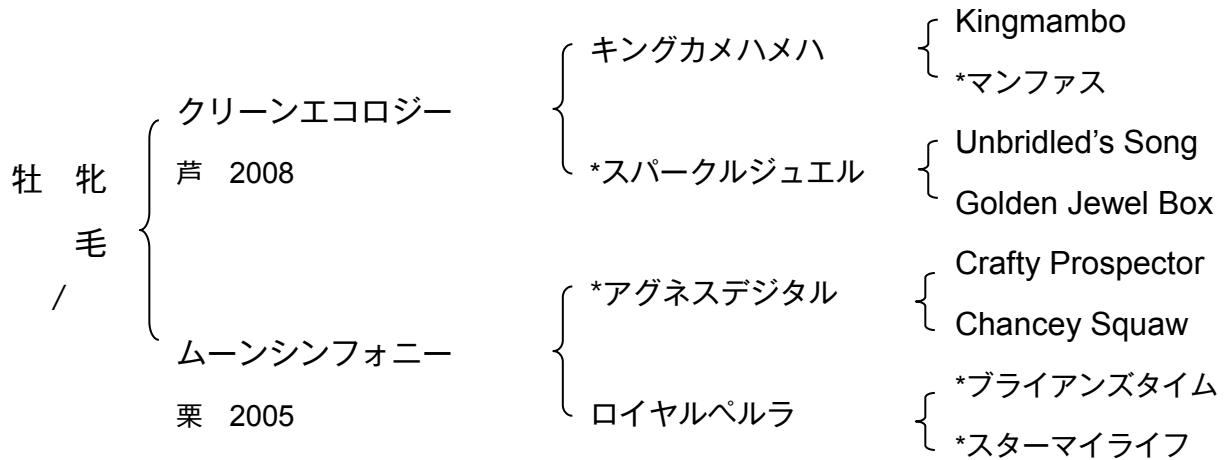 牡 牝
毛
/
クリーンエコロジー
芦 2008
ムーンシンフォニー
栗 2005
キングカメハメハ
*スパークルジュエル
*アグネスデジタル
ロイヤルペルラ
Kingmambo
*マンファス
Unbridled's Song
Golden Jewel Box
Crafty Prospector
Chancey Squaw
*ブライアンズタイム
*スターマイライフ